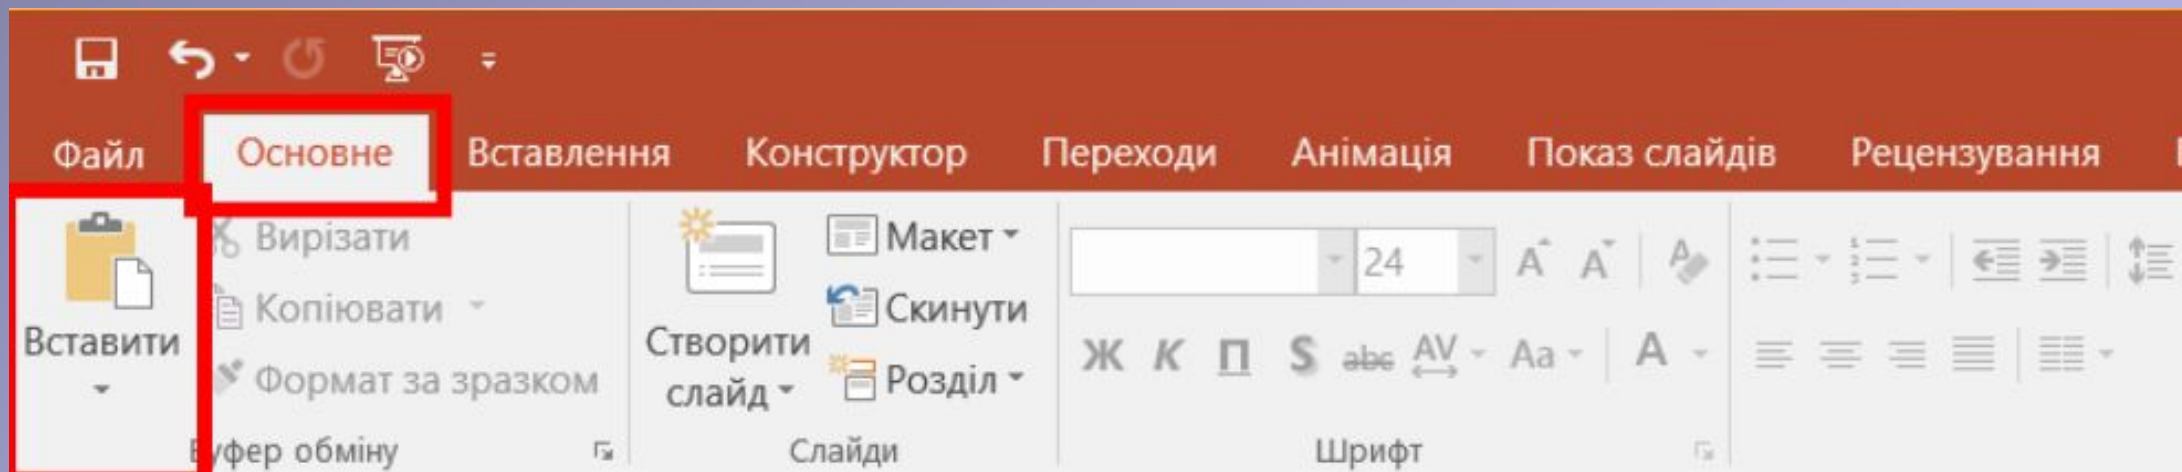 Файл Основне Вставлення Конструктор Переходи Анімація Показ слайдів Рецензування
Вставити
Вирізати
Копіювати
Формат за зразком
Буфер обміну
Створити
слайд
Макет
Скинути
Розділ
Слайди
24
Ж К П S abc AV Aa A
Шрифт